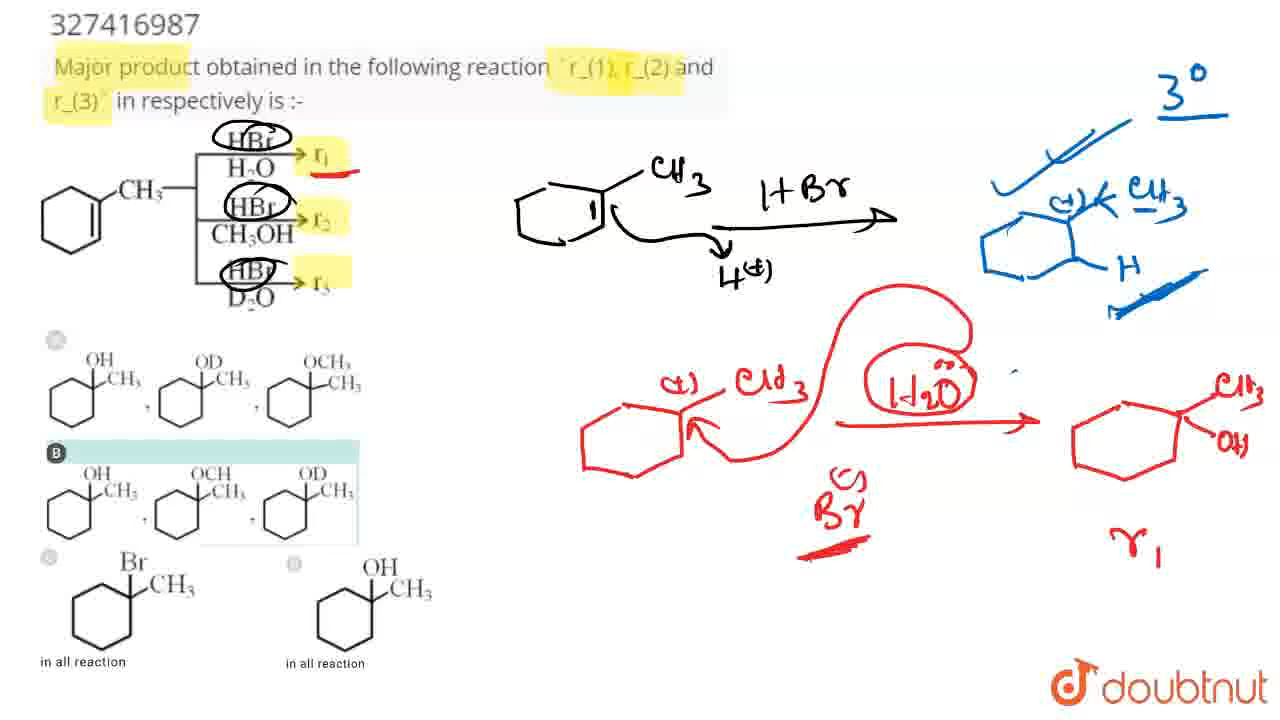 327416987
Major product obtained in the following reaction `r_(1), r_(2) and
r_(3)` in respectively is :-
HBr
H₂O
r₁
CH₃
HBr
CH₃OH
r₂
HBr
D₂O
r₃
OH
CH₃
,
OD
CH₃
,
OCH₃
CH₃
B
OH
CH₃
,
OCH
CH₃
,
OD
CH₃
Br
CH₃
in all reaction
OH
CH₃
in all reaction
CH3
H+Br
H(+)
3°
(+)
CH3
H
(+)
CH3
H2O
(-)
Br
CH3
OH
r1
doubtnut